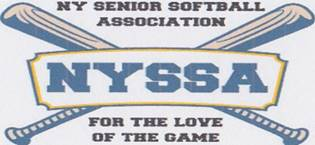 NY SENIOR SOFTBALL
ASSOCIATION
NYSSA
FOR THE LOVE
OF THE GAME